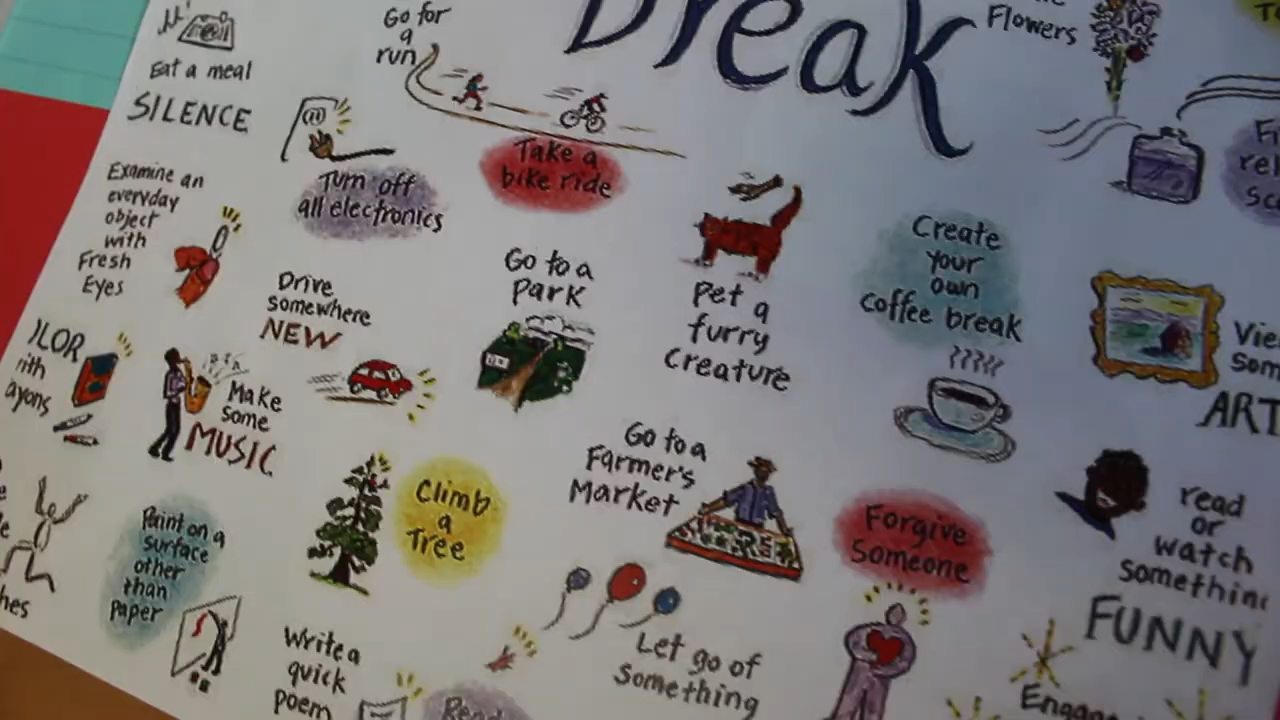 Break
Go for
a
run
Flowers
Eat a meal
SILENCE
Take a
bike ride
Turn off
all electronics
Examine an
everyday
object
with
Fresh
Eyes
Create
your
own
coffee break
Go to a
Park
Pet a
furry
creature
Drive
somewhere
NEW
ART
Make
some
MUSIC
Go to a
Farmer's
Market
Climb
a
Tree
Forgive
Someone
read
or
watch
FUNNY
Paint on a
surface
other
than
paper
Let go of
Something
Write a
quick
poem
Read